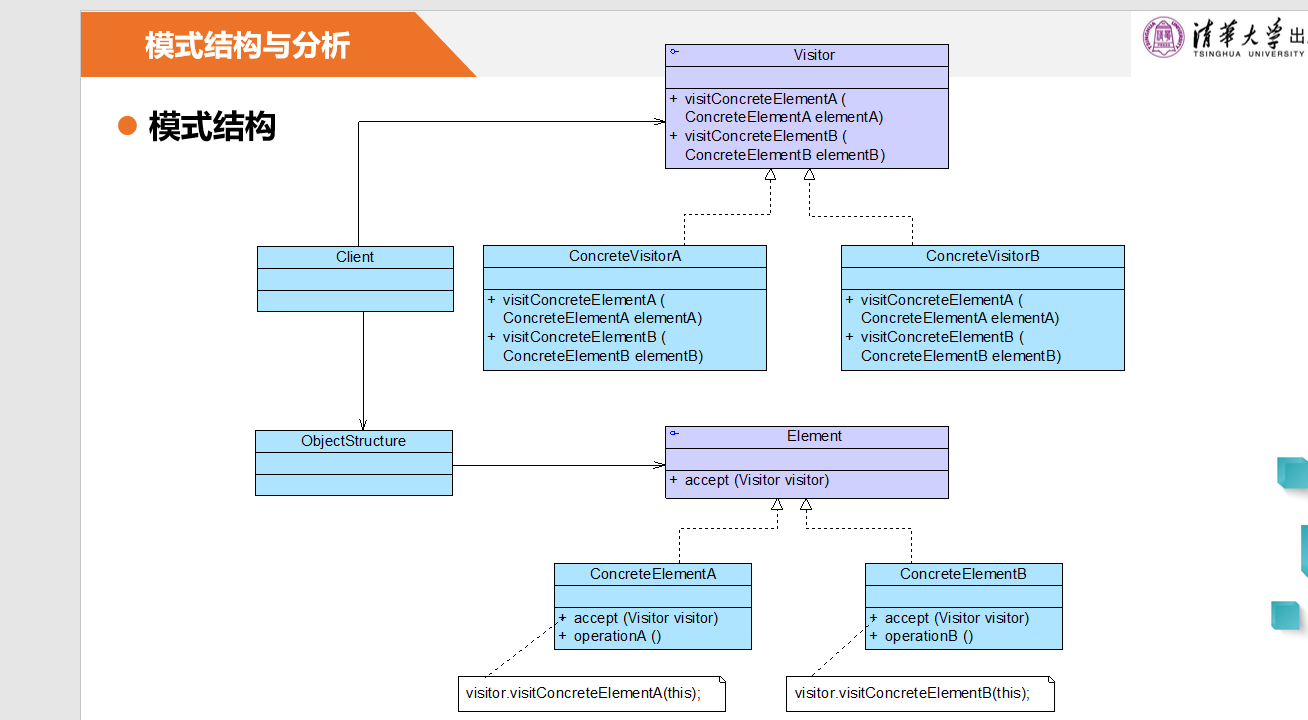 模式结构与分析
清华大学出
TSINGHUA UNIVERSITY
模式结构
Visitor
+ visitConcreteElementA (
ConcreteElementA elementA)
+ visitConcreteElementB (
ConcreteElementB elementB)
Client
ConcreteVisitorA
+ visitConcreteElementA (
ConcreteElementA elementA)
+ visitConcreteElementB (
ConcreteElementB elementB)
ConcreteVisitorB
+ visitConcreteElementA (
ConcreteElementA elementA)
+ visitConcreteElementB (
ConcreteElementB elementB)
ObjectStructure
Element
+ accept (Visitor visitor)
ConcreteElementA
+ accept (Visitor visitor)
+ operationA ()
ConcreteElementB
+ accept (Visitor visitor)
+ operationB ()
visitor.visitConcreteElementA(this);
visitor.visitConcreteElementB(this);